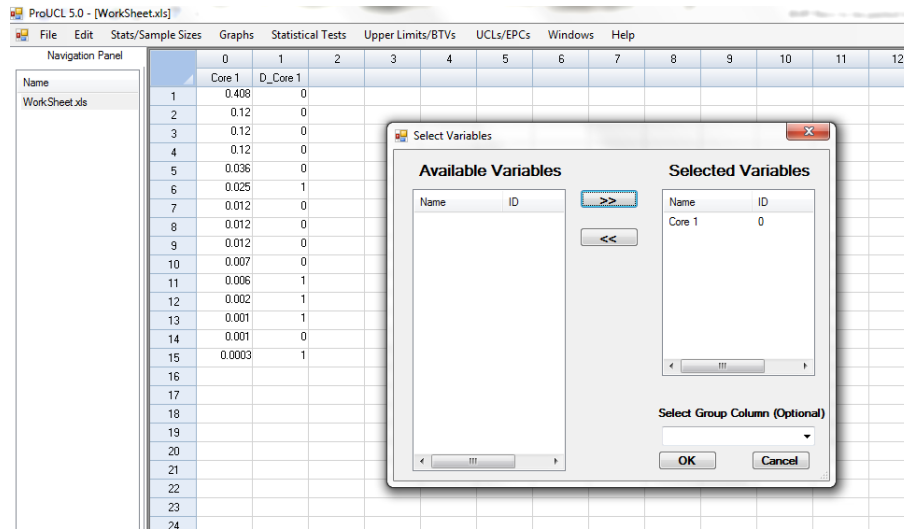 ProUCL 5.0 - [WorkSheet.xls]
File Edit Stats/Sample Sizes Graphs Statistical Tests Upper Limits/BTVs UCLs/EPCs Windows Help
Navigation Panel
Name
WorkSheet.xls
0 1 2 3 4 5 6 7 8 9 10 11 12
Core 1 D_Core 1
1 0.408 0
2 0.12 0
3 0.12 0
4 0.12 0
5 0.036 0
6 0.025 1
7 0.012 0
8 0.012 0
9 0.012 0
10 0.007 0
11 0.006 1
12 0.002 1
13 0.001 1
14 0.001 0
15 0.0003 1
16
17
18
19
20
21
22
23
24
Select Variables
Available Variables
Name ID
>>
<<
Selected Variables
Name ID
Core 1 0
Select Group Column (Optional)
OK Cancel